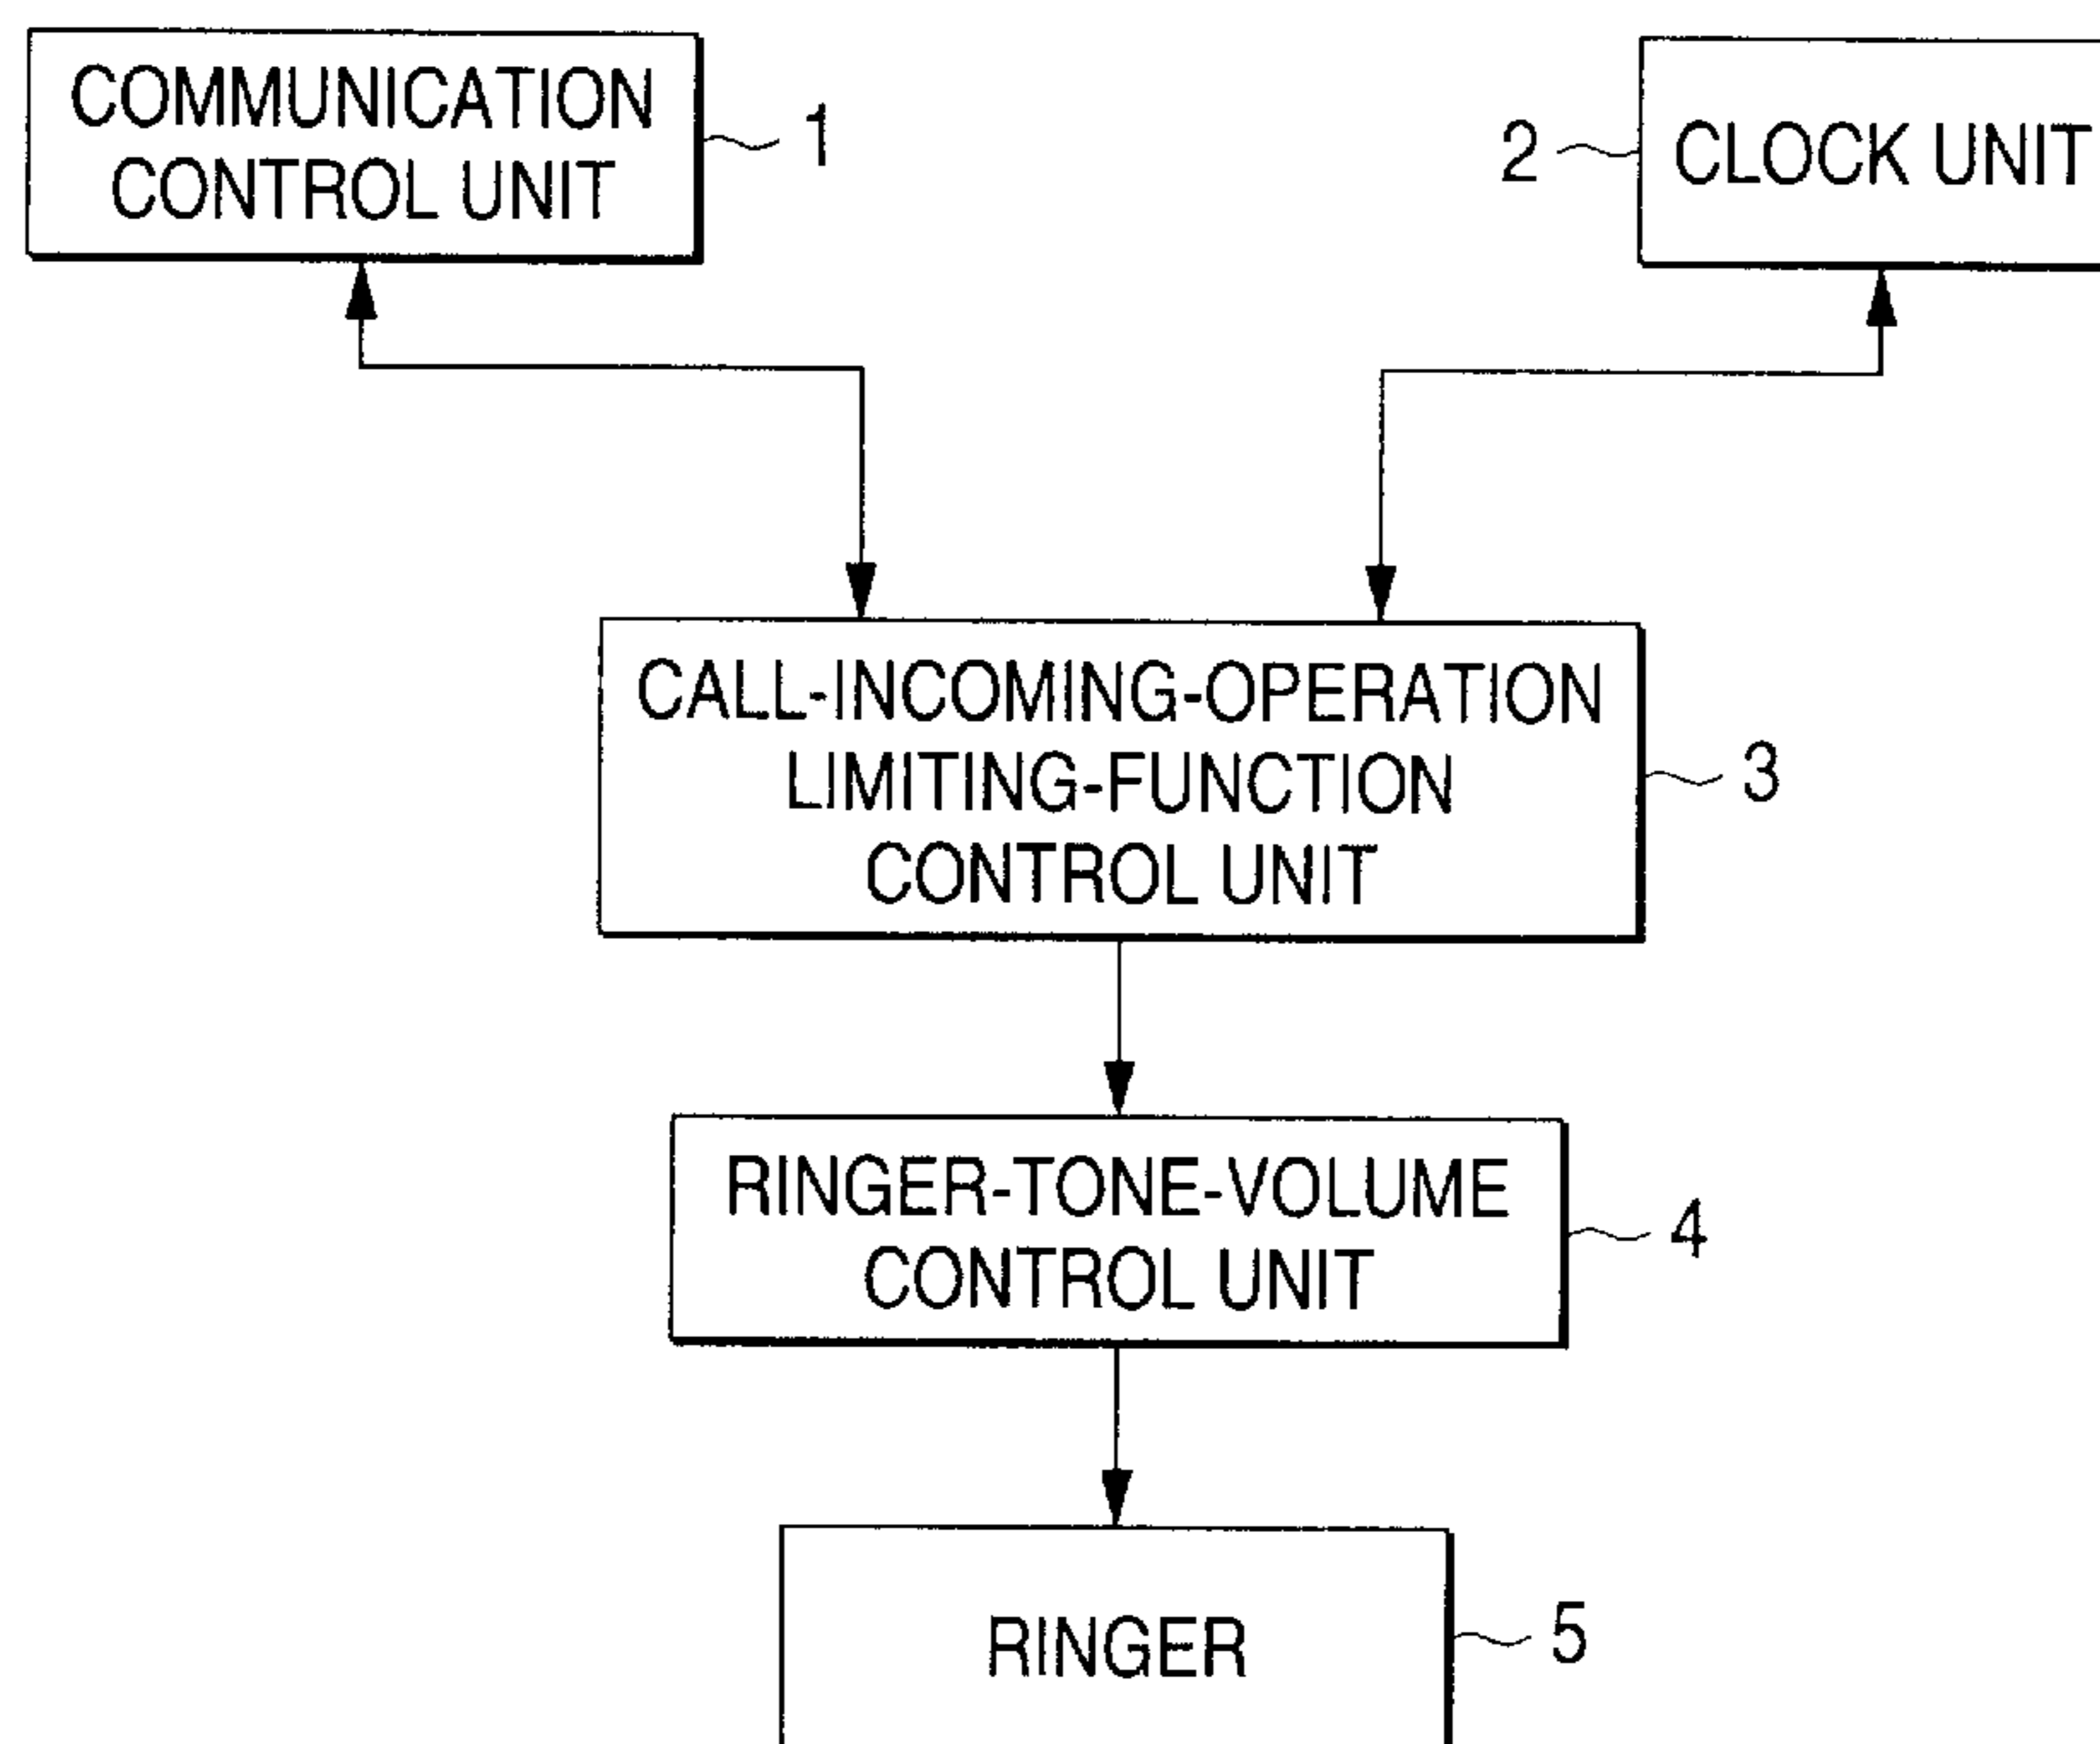 COMMUNICATION
CONTROL UNIT
1
2
CLOCK UNIT
CALL-INCOMING-OPERATION
LIMITING-FUNCTION
CONTROL UNIT
3
RINGER-TONE-VOLUME
CONTROL UNIT
4
RINGER
5